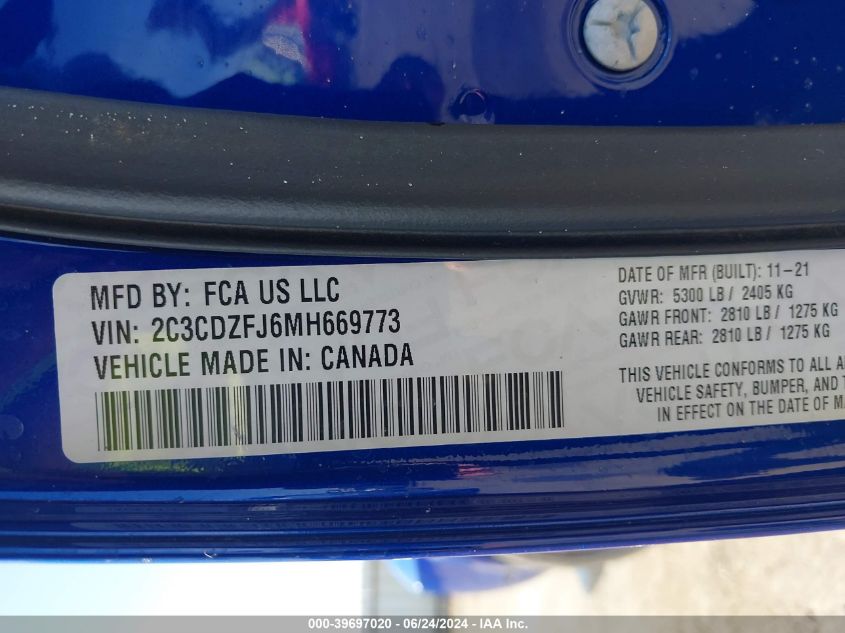 MFD BY: FCA US LLC
VIN: 2C3CDZFJ6MH669773
VEHICLE MADE IN: CANADA
DATE OF MFR (BUILT): 11-21
GVWR: 5300 LB / 2405 KG
GAWR FRONT: 2810 LB / 1275 KG
GAWR REAR: 2810 LB / 1275 KG
THIS VEHICLE CONFORMS TO ALL A
VEHICLE SAFETY, BUMPER, AND T
IN EFFECT ON THE DATE OF M
000-39697020 - 06/24/2024 - IAA Inc.